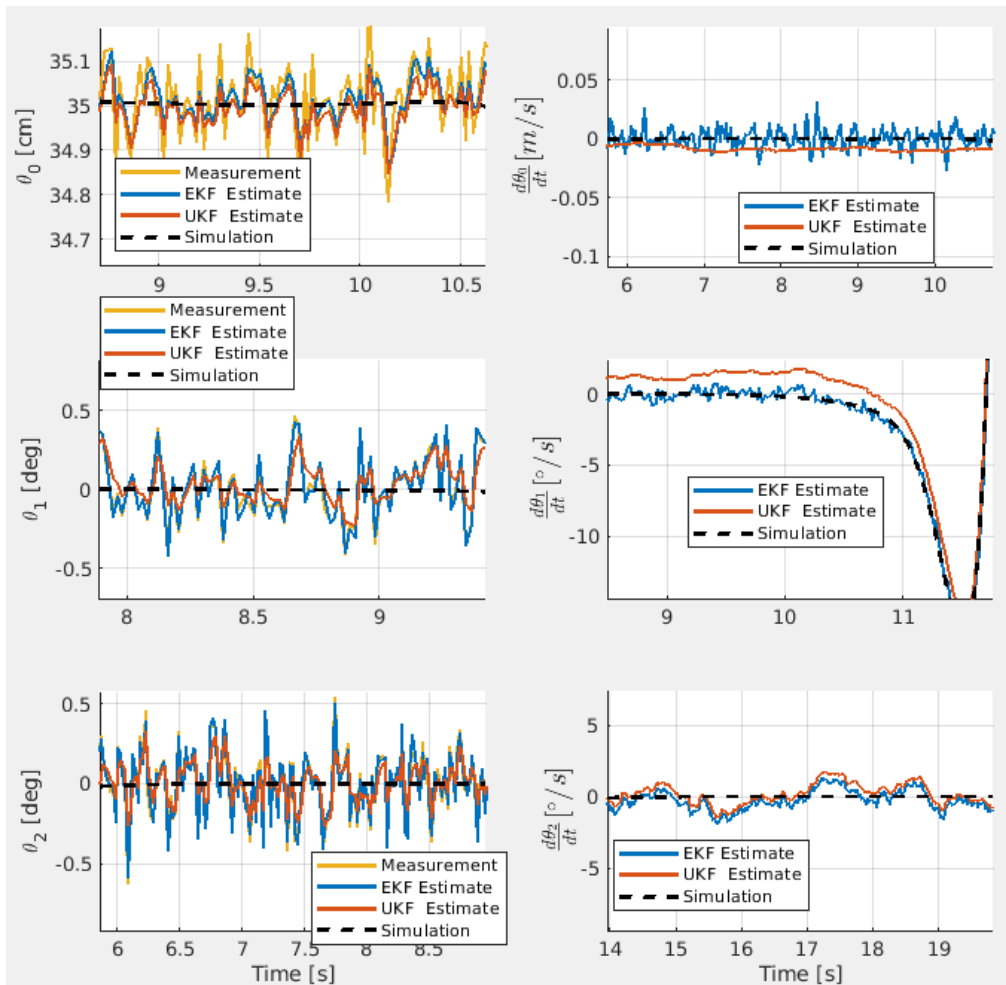 θ0 [cm]
35.1
35
34.9
34.8
34.7
Measurement
EKF Estimate
UKF Estimate
Simulation
9
9.5
10
10.5
dθ0/dt [m/s]
0.05
0
-0.05
-0.1
EKF Estimate
UKF Estimate
Simulation
6
7
8
9
10
θ1 [deg]
Measurement
EKF Estimate
UKF Estimate
Simulation
0.5
0
-0.5
8
8.5
9
dθ1/dt [°/s]
0
-5
-10
EKF Estimate
UKF Estimate
Simulation
9
10
11
θ2 [deg]
0.5
0
-0.5
Measurement
EKF Estimate
UKF Estimate
Simulation
6
6.5
7
7.5
8
8.5
Time [s]
dθ2/dt [°/s]
5
0
-5
EKF Estimate
UKF Estimate
Simulation
14
15
16
17
18
19
Time [s]